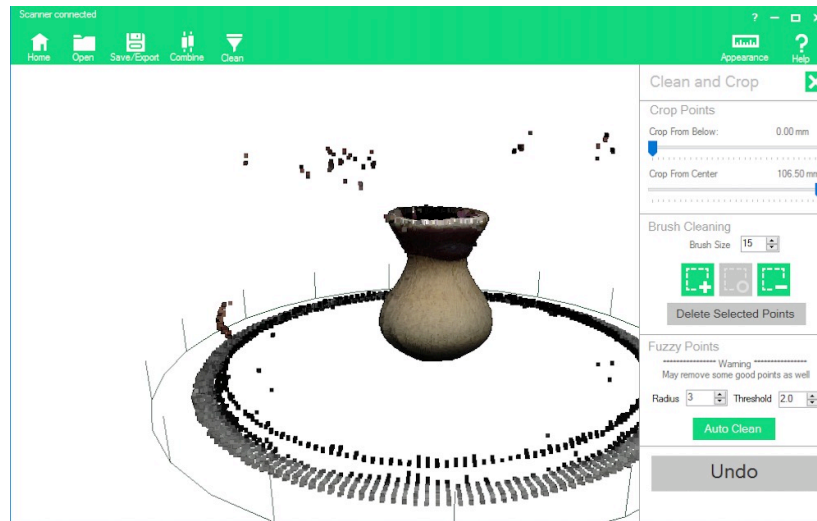 Scanner connected
? – X
Home Open Save/Export Combine Clean Appearance ? Help
Clean and Crop X
Crop Points
Crop From Below: 0.00 mm
Crop From Center 106.50 mm
Brush Cleaning
Brush Size 15
Delete Selected Points
Fuzzy Points
*************** Warning ***************
May remove some good points as well
Radius 3 Threshold 2.0
Auto Clean
Undo